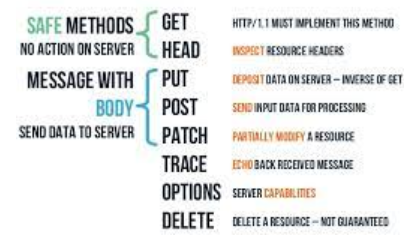 SAFE METHODS
NO ACTION ON SERVER
GET HTTP/1.1 MUST IMPLEMENT THIS METHOD
HEAD INSPECT RESOURCE HEADERS
MESSAGE WITH
BODY
SEND DATA TO SERVER
PUT DEPOSIT DATA ON SERVER – INVERSE OF GET
POST SEND INPUT DATA FOR PROCESSING
PATCH PARTIALLY MODIFY A RESOURCE
TRACE ECHO BACK RECEIVED MESSAGE
OPTIONS SERVER CAPABILITIES
DELETE DELETE A RESOURCE – NOT GUARANTEED